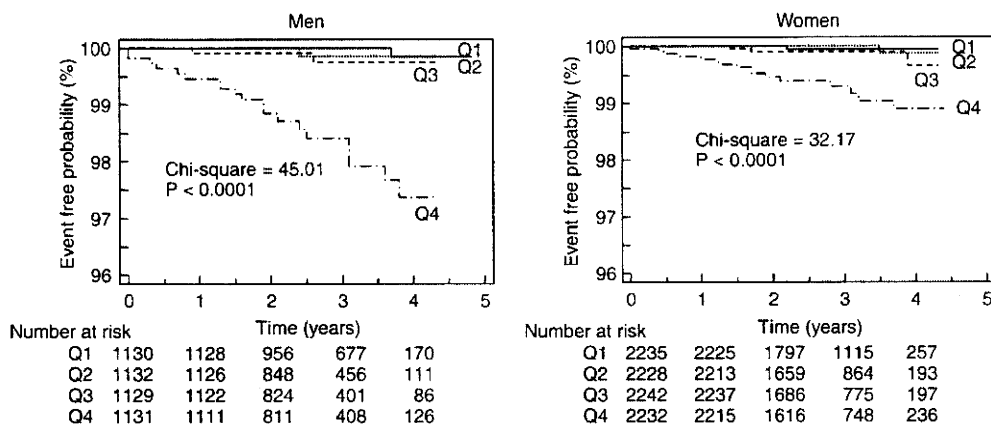 Men
Event free probability (%)
100
99
98
97
96
Q1
Q2
Q3
Q4
Chi-square = 45.01
P < 0.0001
0 1 2 3 4 5
Time (years)
Number at risk
Q1 1130 1128 956 677 170
Q2 1132 1126 848 456 111
Q3 1129 1122 824 401 86
Q4 1131 1111 811 408 126
Women
Event free probability (%)
100
99
98
97
96
Q1
Q2
Q3
Q4
Chi-square = 32.17
P < 0.0001
0 1 2 3 4 5
Time (years)
Number at risk
Q1 2235 2225 1797 1115 257
Q2 2228 2213 1659 864 193
Q3 2242 2237 1686 775 197
Q4 2232 2215 1616 748 236